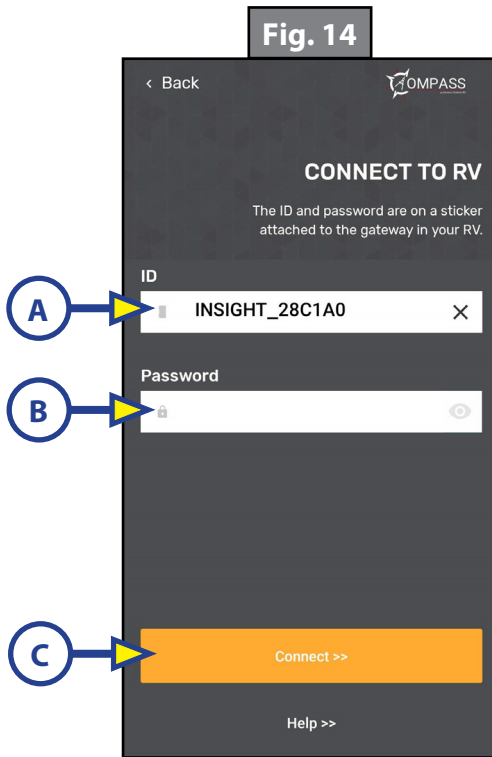 Fig. 14
< Back
COMPASS
CONNECT TO RV
The ID and password are on a sticker
attached to the gateway in your RV.
ID
A
INSIGHT_28C1A0
Password
B
C
Connect >>
Help >>